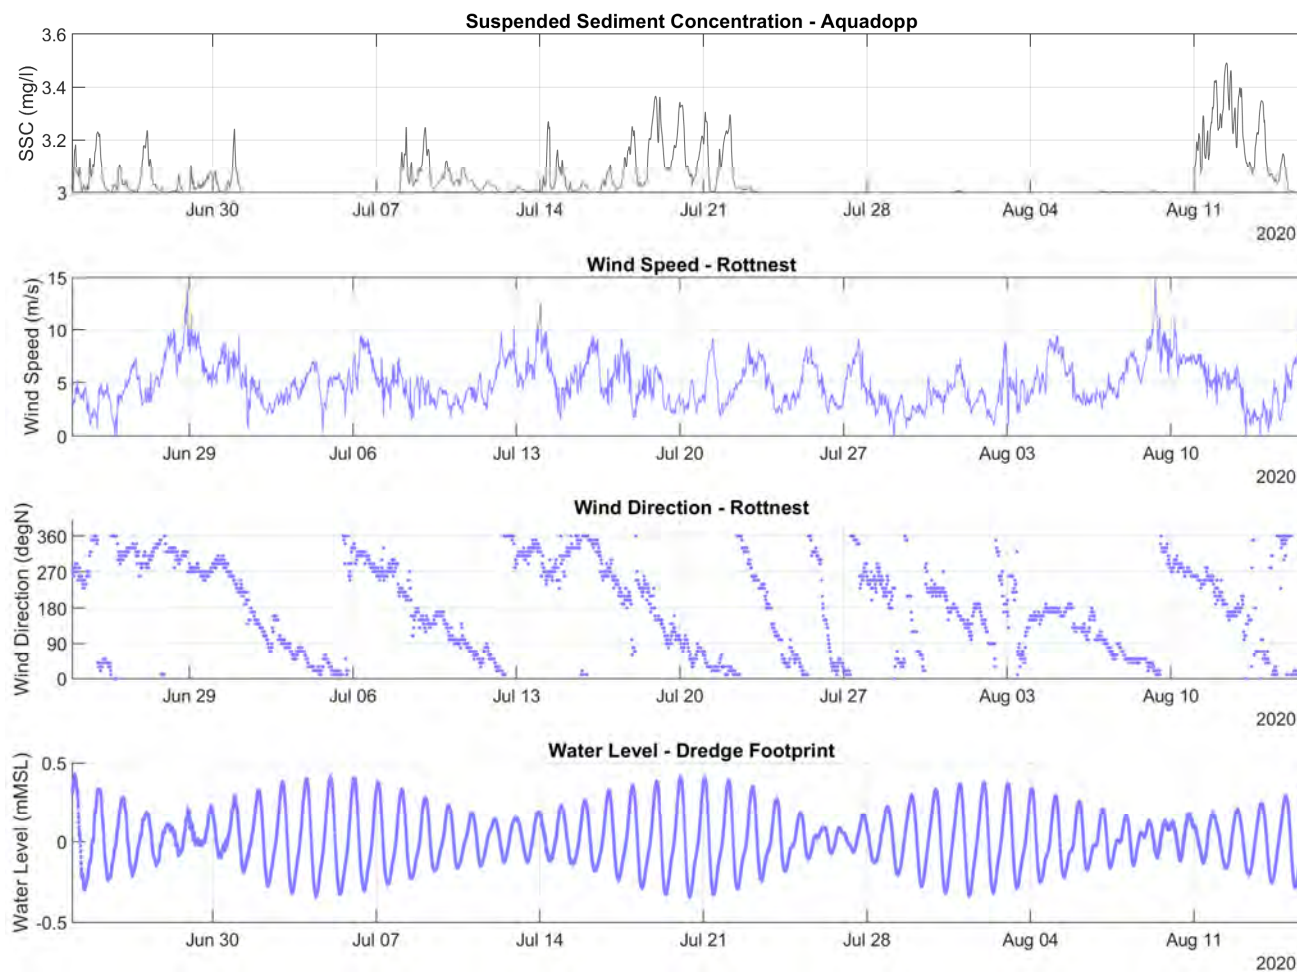 Suspended Sediment Concentration - Aquadopp
SSC (mg/l)
3.6
3.4
3.2
3
Jun 30 Jul 07 Jul 14 Jul 21 Jul 28 Aug 04 Aug 11
2020
Wind Speed - Rottnest
Wind Speed (m/s)
15
10
5
0
Jun 29 Jul 06 Jul 13 Jul 20 Jul 27 Aug 03 Aug 10
2020
Wind Direction - Rottnest
Wind Direction (degN)
360
270
180
90
0
Jun 29 Jul 06 Jul 13 Jul 20 Jul 27 Aug 03 Aug 10
2020
Water Level - Dredge Footprint
Water Level (mMSL)
0.5
0
-0.5
Jun 30 Jul 07 Jul 14 Jul 21 Jul 28 Aug 04 Aug 11
2020